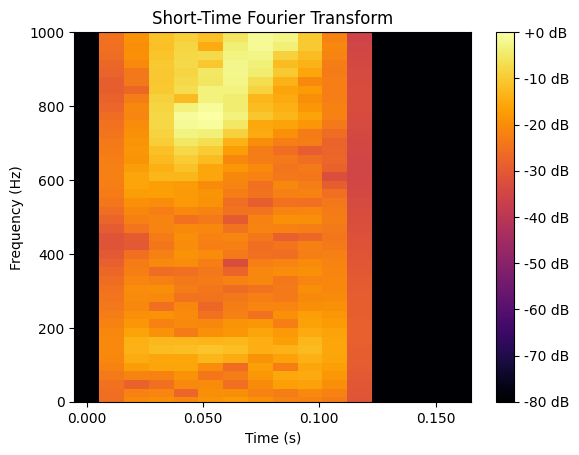 Short-Time Fourier Transform
1000
800
600
400
200
0
Frequency (Hz)
0.000
0.050
0.100
0.150
Time (s)
+0 dB
-10 dB
-20 dB
-30 dB
-40 dB
-50 dB
-60 dB
-70 dB
-80 dB